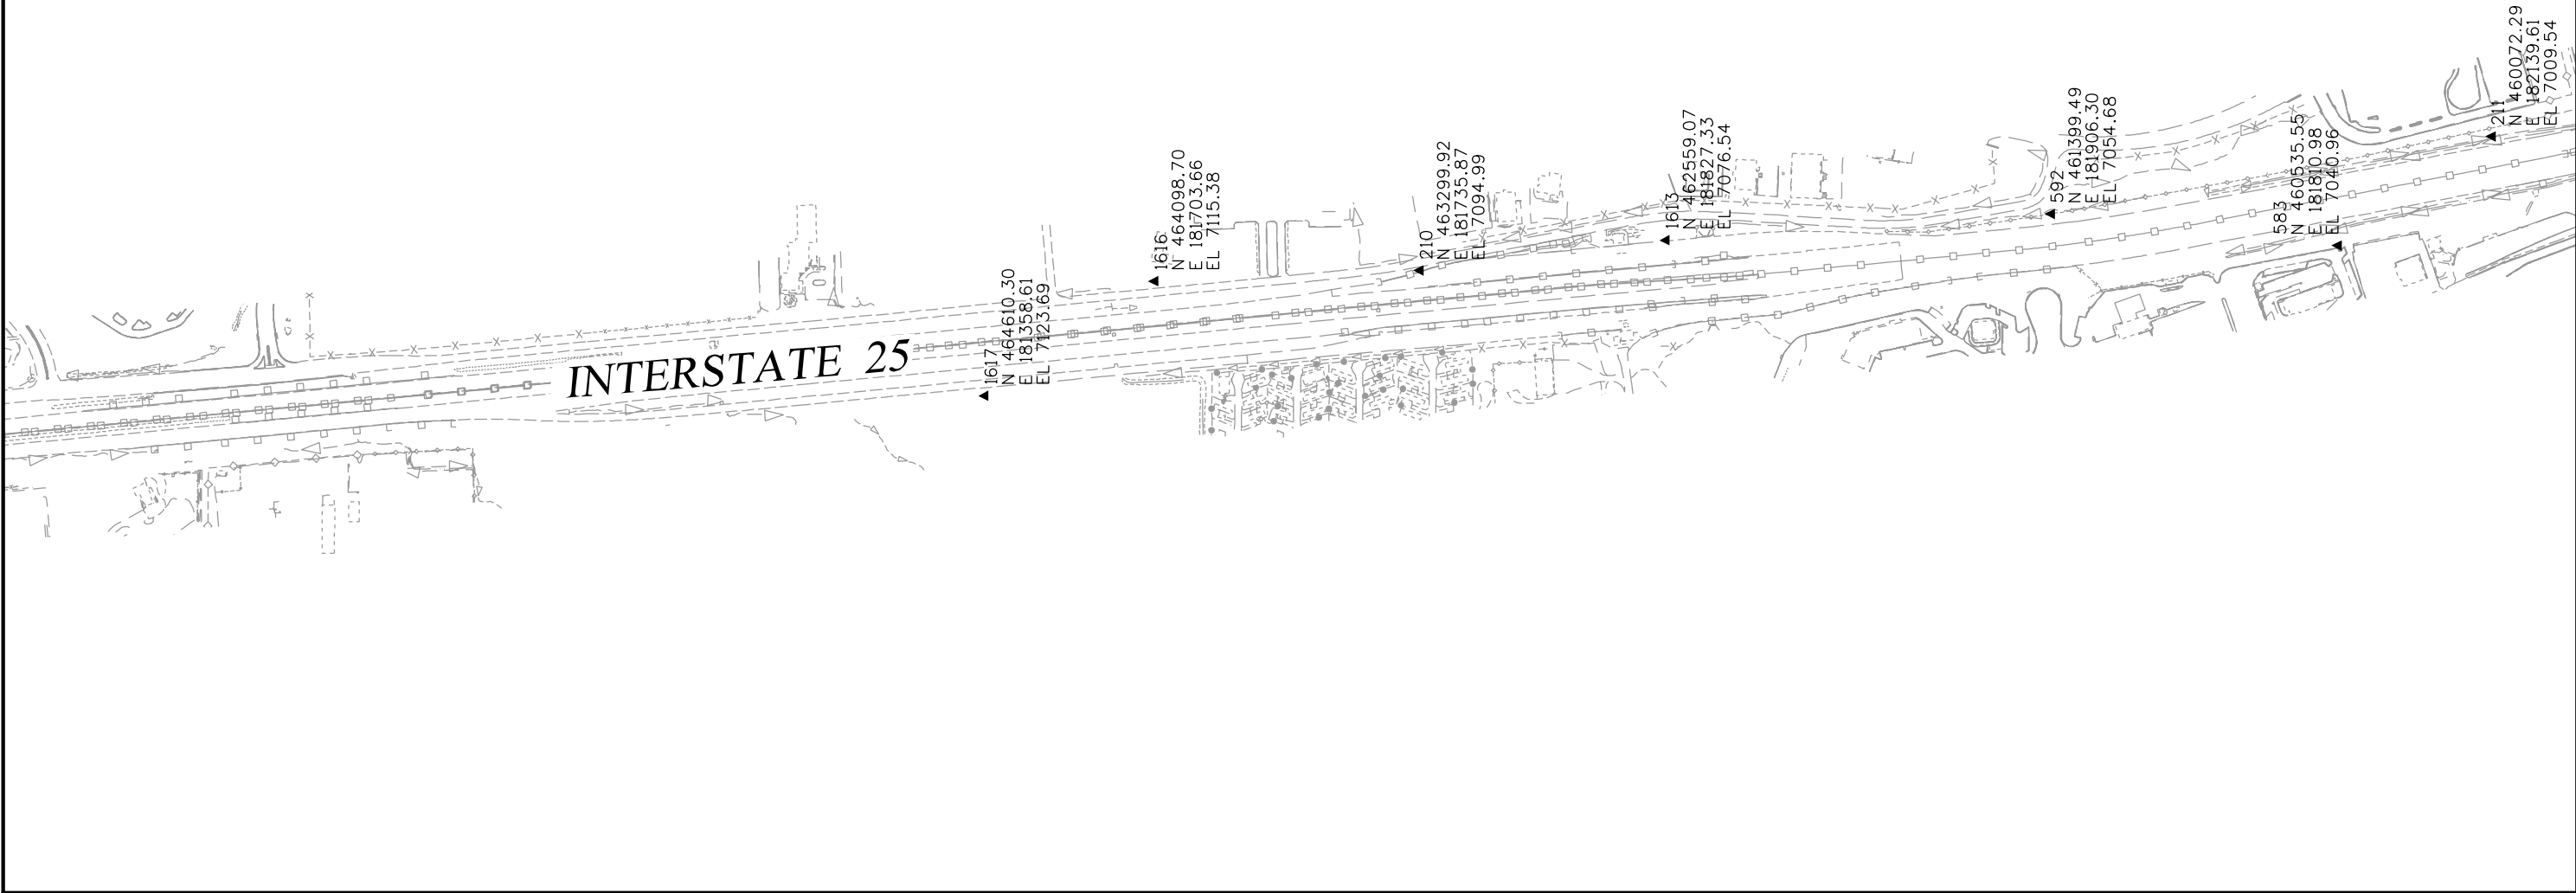 INTERSTATE 25
1617
N 464610.30
E 181358.61
EL 7123.69
1616
N 464098.70
E 181703.66
EL 7115.38
210
N 463299.92
E 181735.87
EL 7094.99
1613
N 462559.07
E 181827.33
EL 7076.54
592
N 461399.49
E 181906.30
EL 7054.68
583
N 460535.55
E 181810.98
EL 7040.96
211
N 460072.29
E 182139.61
EL 7009.54